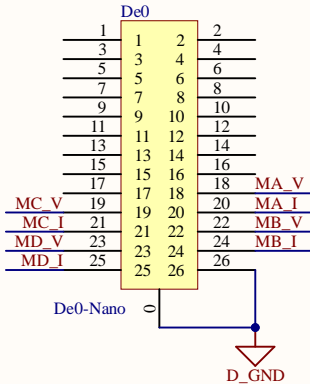 De0
1 1 2 2
3 3 4 4
5 5 6 6
7 7 8 8
9 9 10 10
11 11 12 12
13 13 14 14
15 15 16 16
17 17 18 18 MA_V
MC_V 19 19 20 20 MA_I
MC_I 21 21 22 22 MB_V
MD_V 23 23 24 24 MB_I
MD_I 25 25 26 26
De0-Nano 0
D_GND